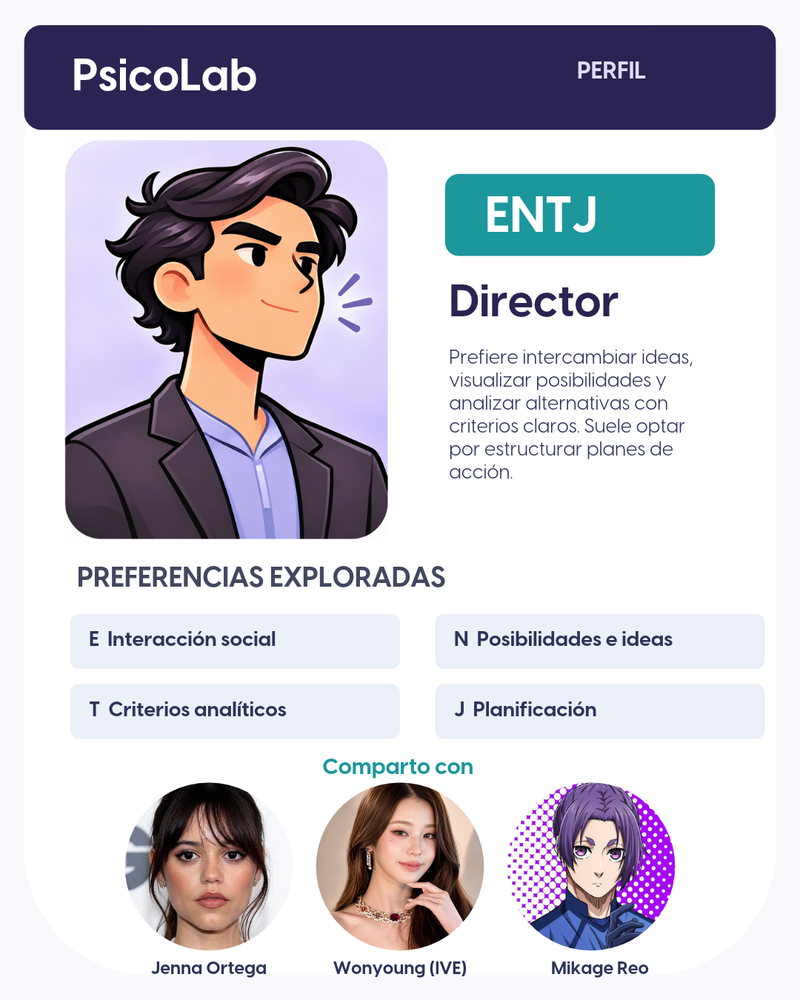 PsicoLab
PERFIL
ENTJ
Director
Prefiere intercambiar ideas,
visualizar posibilidades y
analizar alternativas con
criterios claros. Suele optar
por estructurar planes de
acción.
PREFERENCIAS EXPLORADAS
E Interacción social
N Posibilidades e ideas
T Criterios analíticos
J Planificación
Comparto con
Jenna Ortega
Wonyoung (IVE)
Mikage Reo